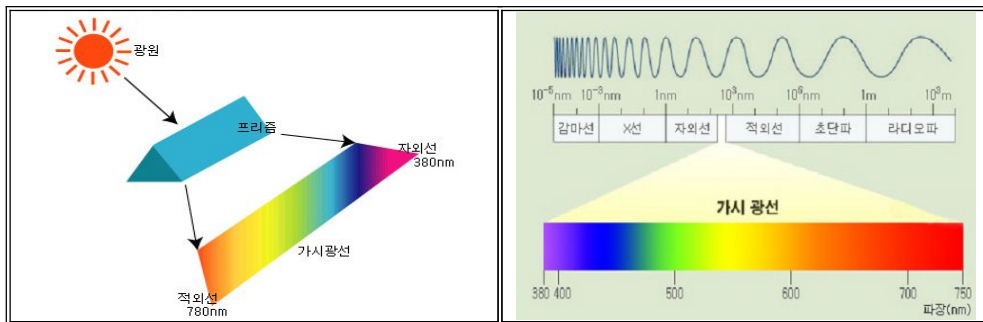 광원
프리즘
자외선
380nm
가시광선
적외선
780nm
10⁻⁵nm 10⁻³nm 1nm 10³nm 10⁶nm 1m 10³m
감마선 X선 자외선 적외선 초단파 라디오파
가시 광선
380 400 500 600 700 750
파장(nm)